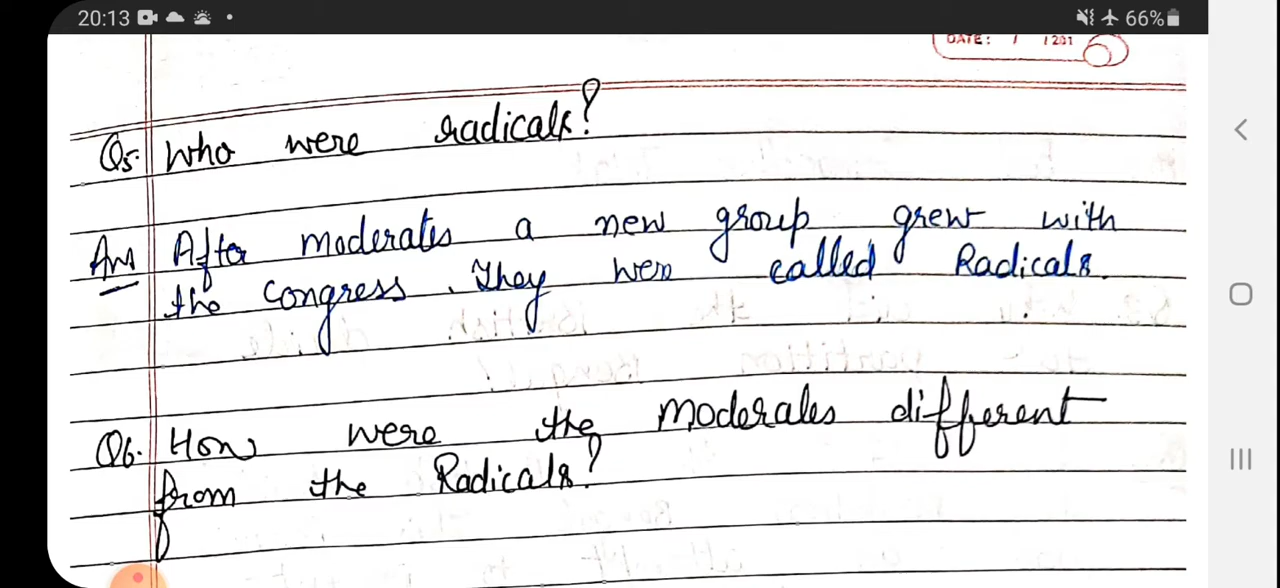 20:13
66%
DATE: / /201
Q5. Who were radicals?
Ans After moderates a new group grew with
the congress. They were called Radicals.
Q6. How were the moderates different
from the Radicals?